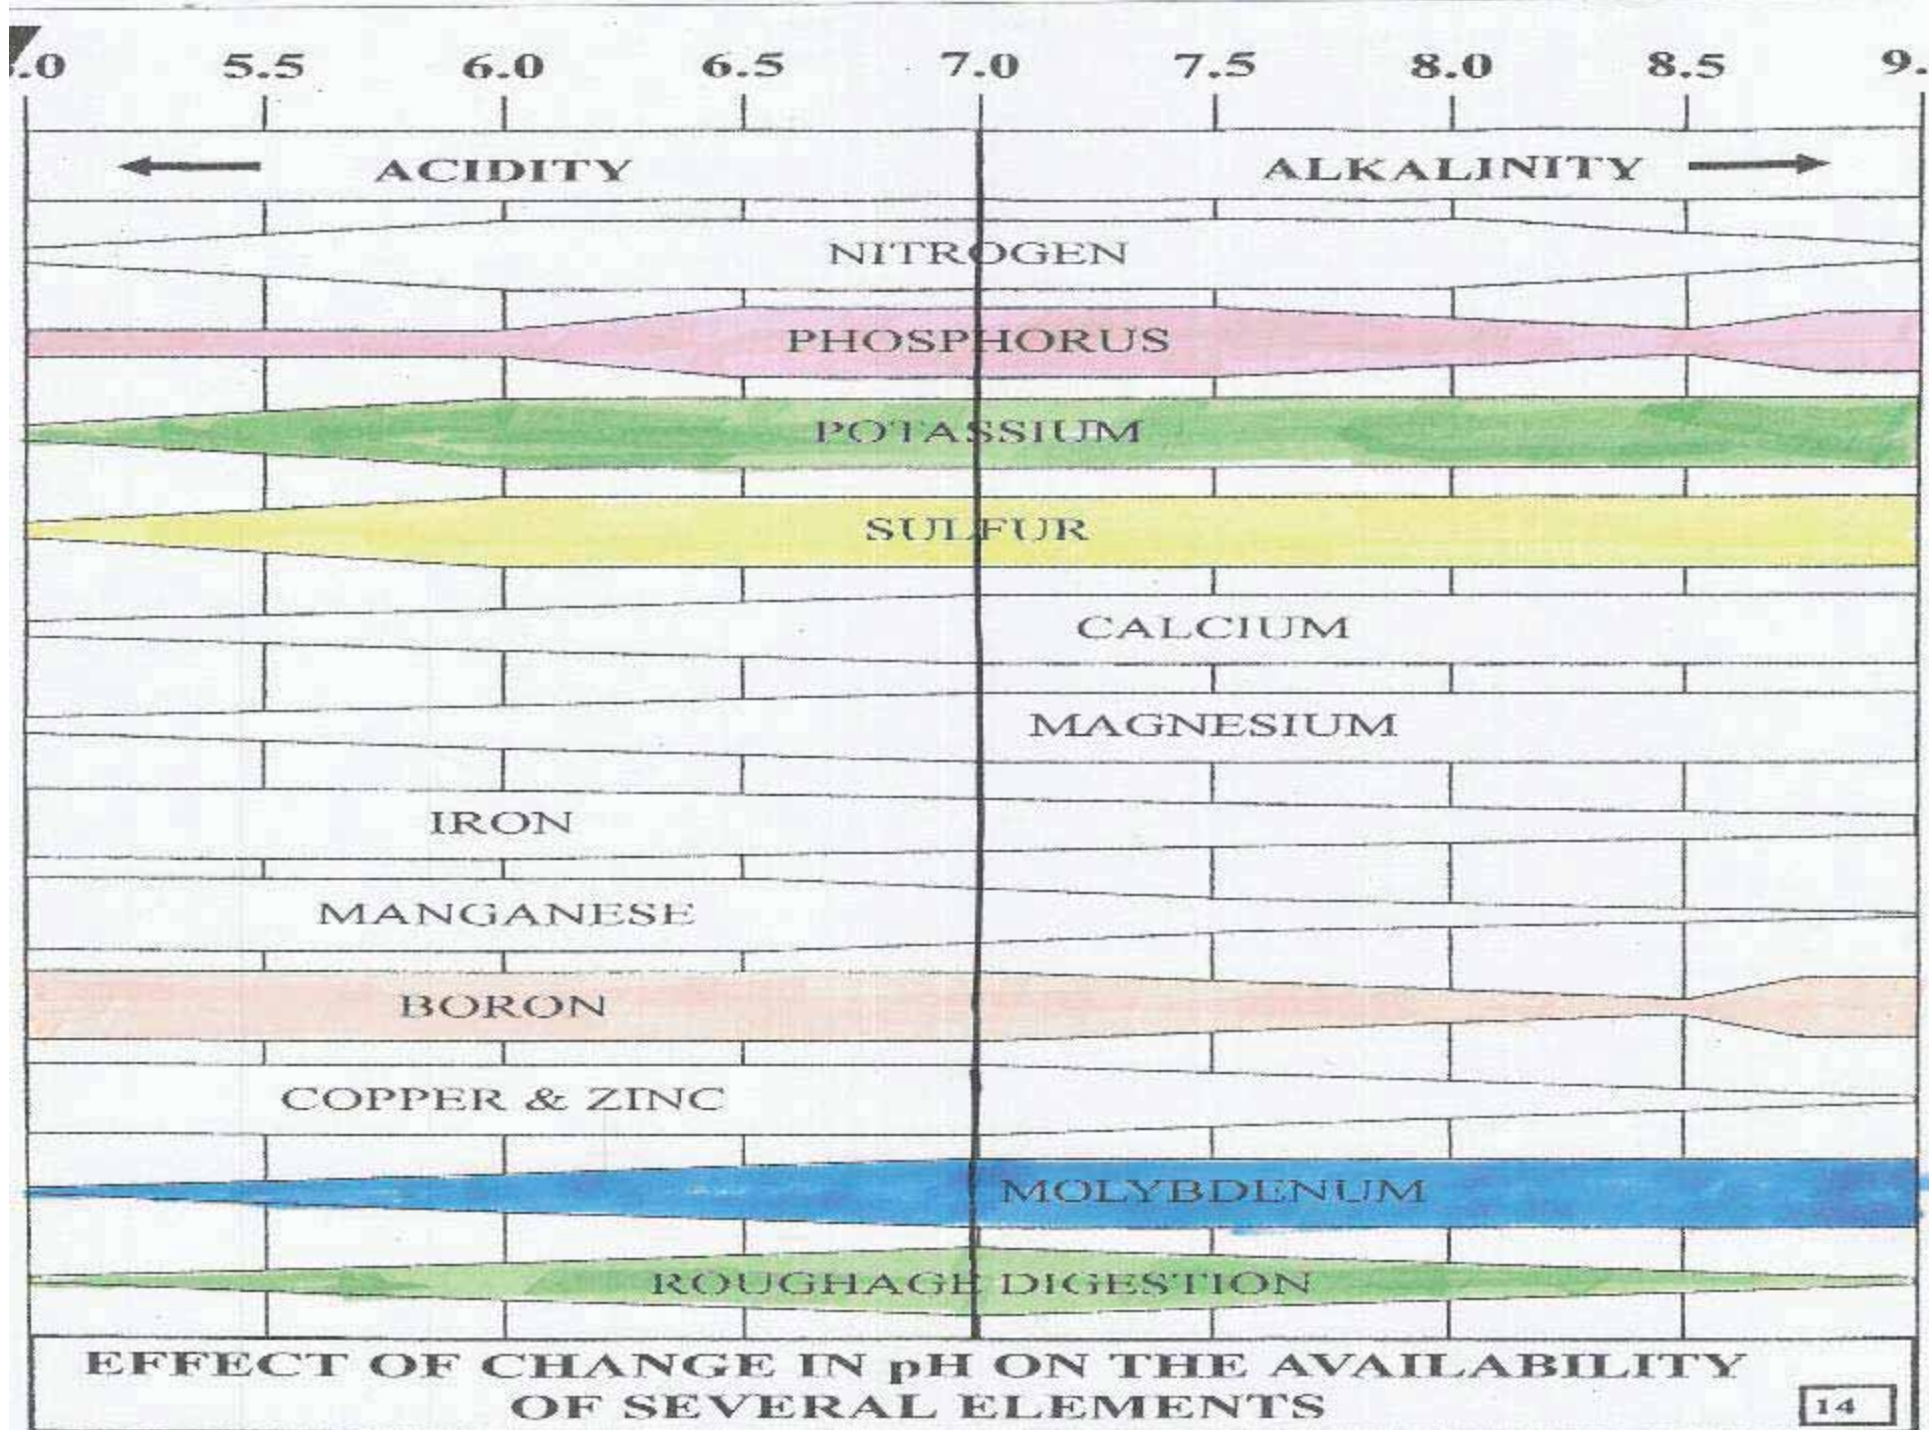 .0 5.5 6.0 6.5 7.0 7.5 8.0 8.5 9.
ACIDITY ALKALINITY
NITROGEN
PHOSPHORUS
POTASSIUM
SULFUR
CALCIUM
MAGNESIUM
IRON
MANGANESE
BORON
COPPER & ZINC
MOLYBDENUM
ROUGHAGE DIGESTION
EFFECT OF CHANGE IN pH ON THE AVAILABILITY
OF SEVERAL ELEMENTS
14